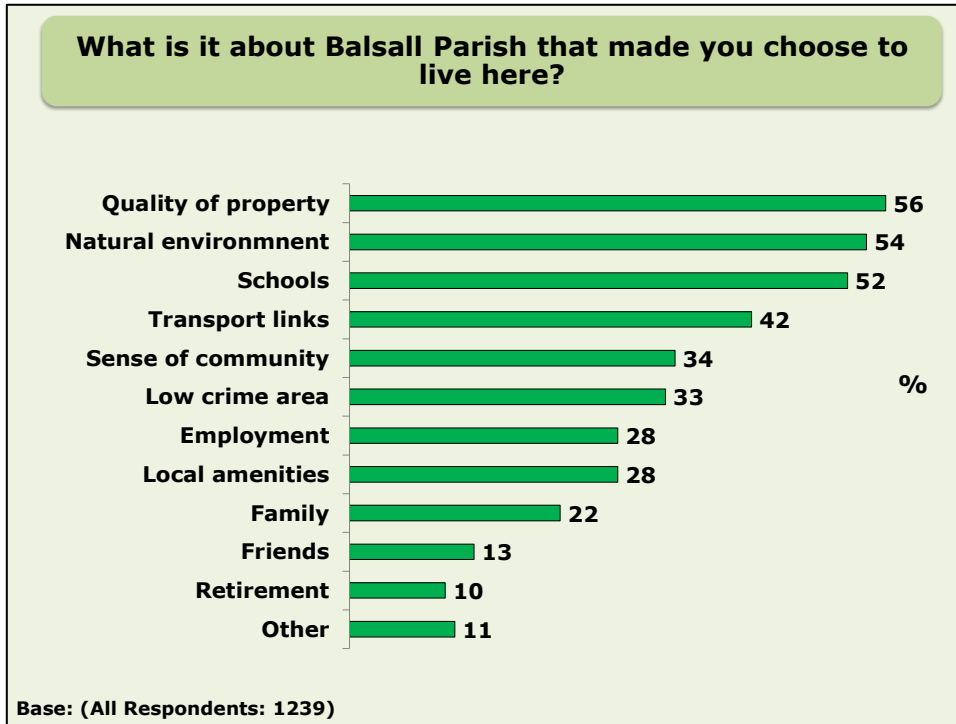 What is it about Balsall Parish that made you choose to
live here?
Quality of property 56
Natural environmnent 54
Schools 52
Transport links 42
Sense of community 34
Low crime area 33
%
Employment 28
Local amenities 28
Family 22
Friends 13
Retirement 10
Other 11
Base: (All Respondents: 1239)